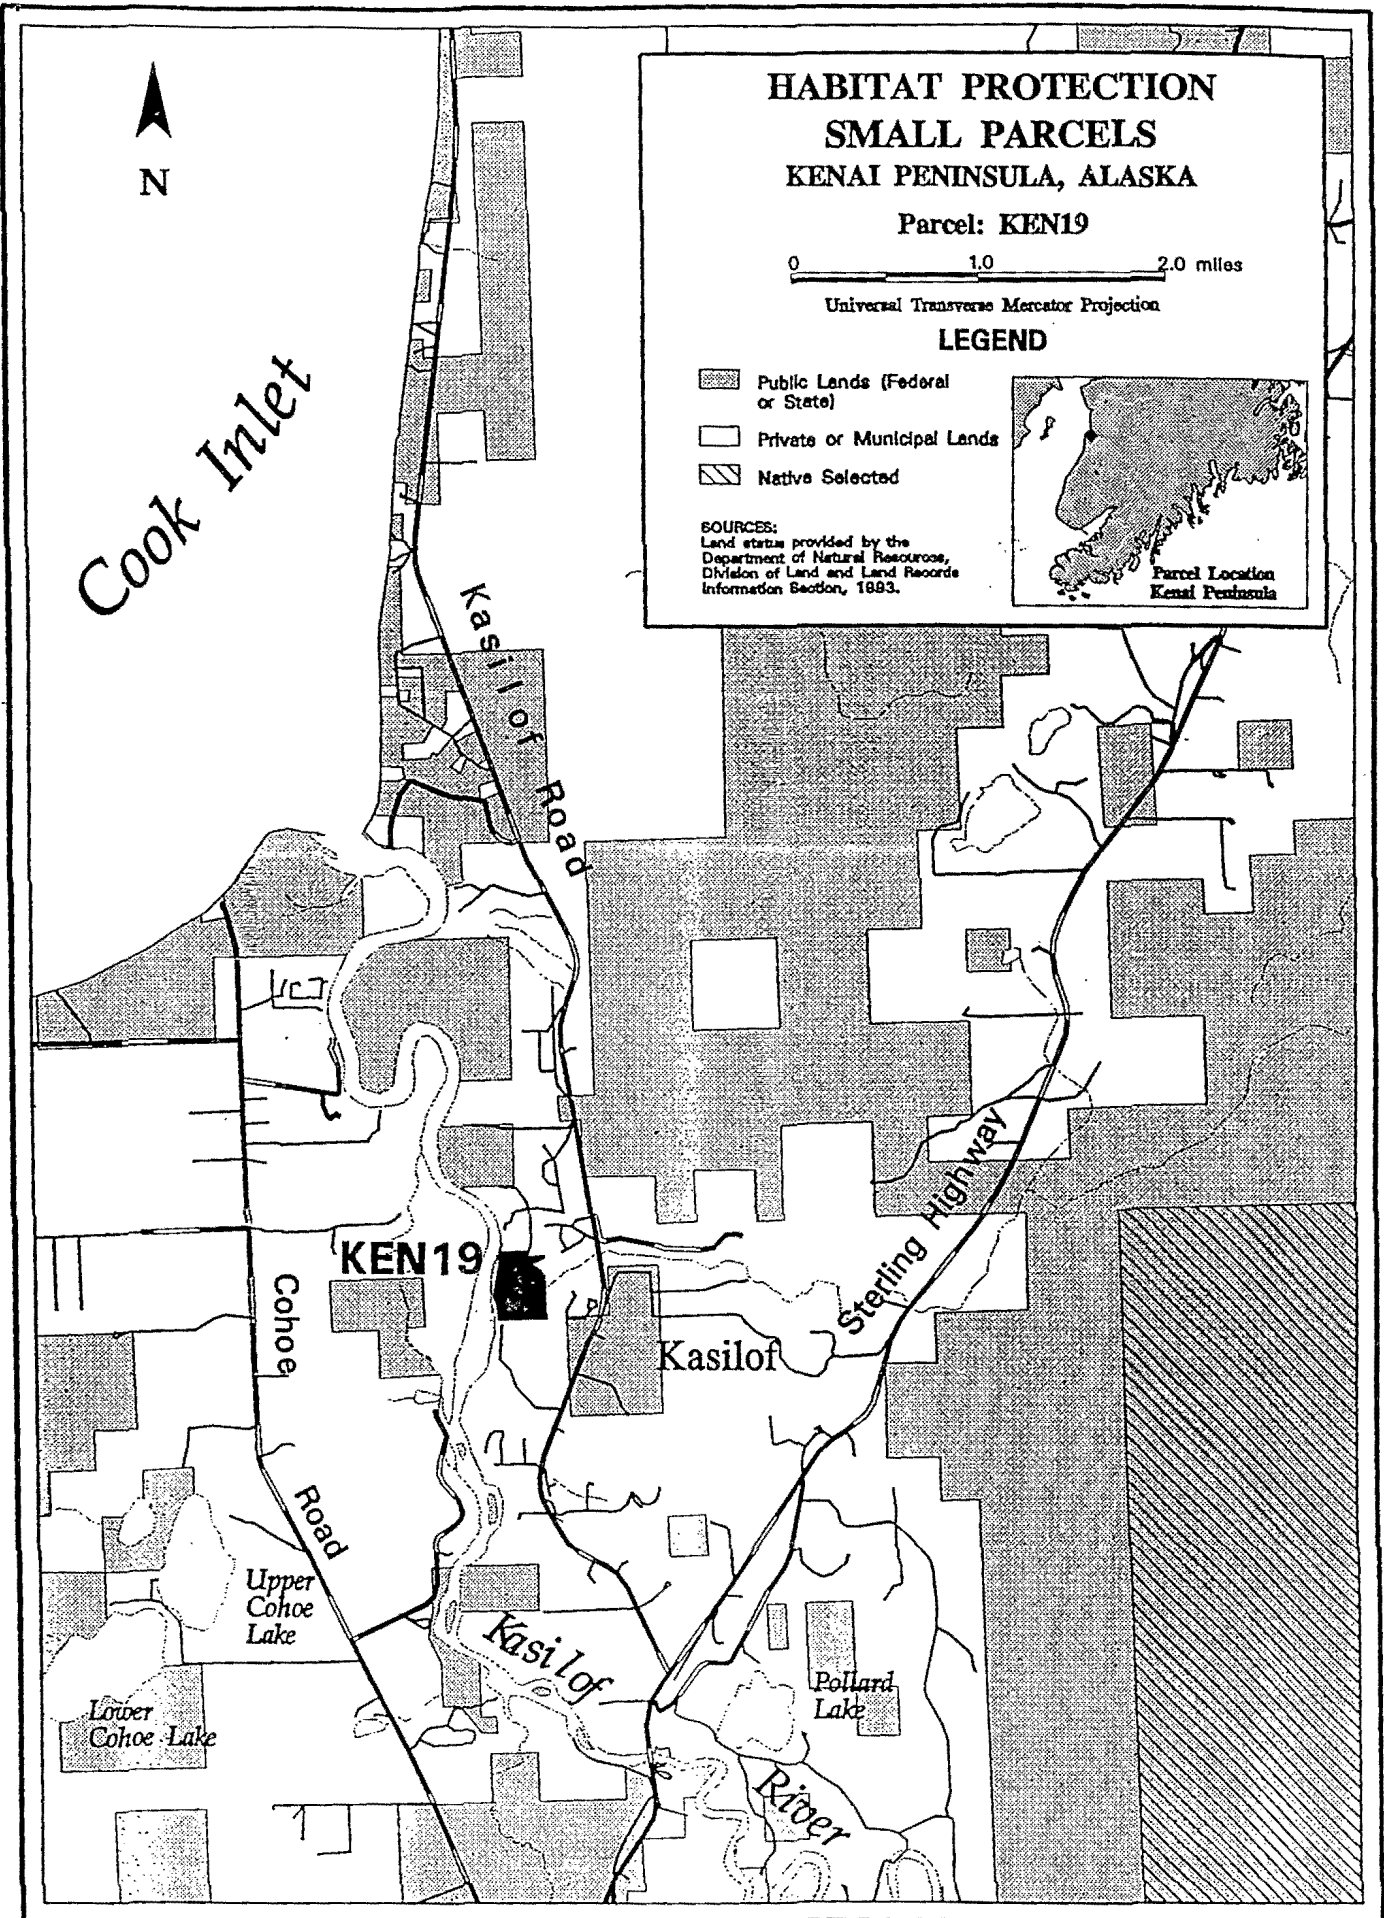 HABITAT PROTECTION
SMALL PARCELS
KENAI PENINSULA, ALASKA
Parcel: KEN19
0 1.0 2.0 miles
Universal Transverse Mercator Projection
LEGEND
Public Lands (Federal
or State)
Private or Municipal Lands
Native Selected
SOURCES:
Land status provided by the
Department of Natural Resources,
Division of Land and Land Records
Information Section, 1993.
Parcel Location
Kenai Peninsula
N
Cook Inlet
Kasilof Road
KEN19
Cohoe
Road
Sterling Highway
Kasilof
Upper
Cohoe
Lake
Lower
Cohoe Lake
Kasilof
River
Pollard
Lake